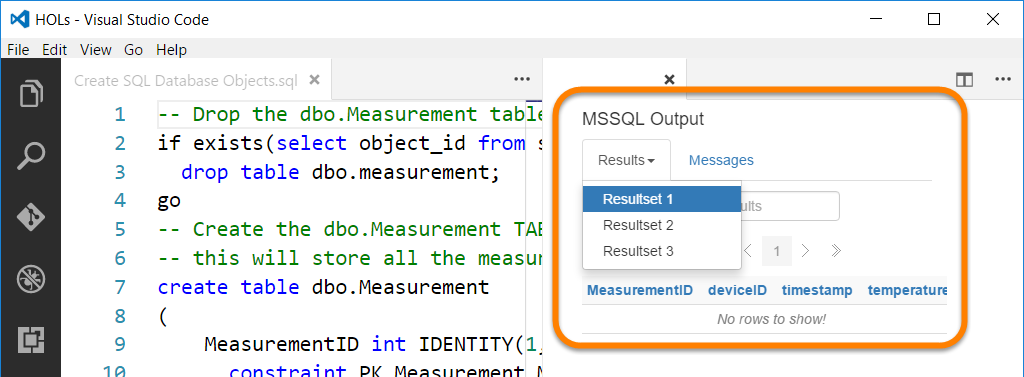 HOLs - Visual Studio Code
File Edit View Go Help
Create SQL Database Objects.sql
1 -- Drop the dbo.Measurement table
2 if exists(select object_id from s
3 drop table dbo.measurement;
4 go
5 -- Create the dbo.Measurement TAB
6 -- this will store all the measur
7 create table dbo.Measurement
8 (
9 MeasurementID int IDENTITY(1,
10 constraint PK_Measurement_M
MSSQL Output
Results Messages
Resultset 1
Resultset 2
Resultset 3
ults
1
MeasurementID deviceID timestamp temperature
No rows to show!